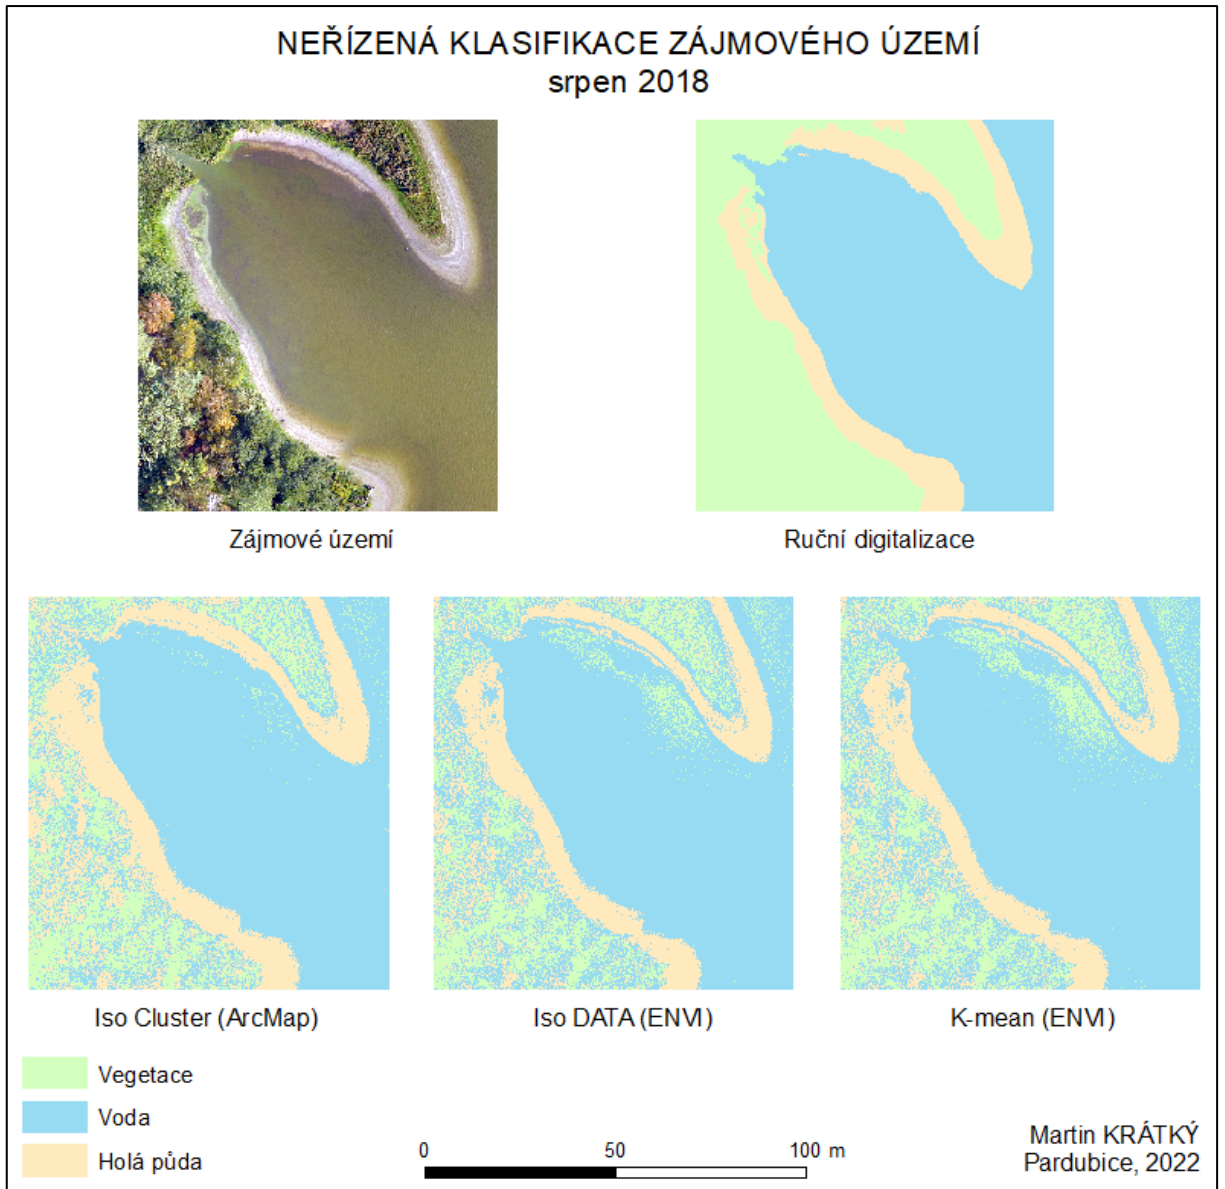 NEŘÍZENÁ KLASIFIKACE ZÁJMOVÉHO ÚZEMÍ
srpen 2018
Zájmové území
Ruční digitalizace
Iso Cluster (ArcMap)
Iso DATA (ENVI)
K-mean (ENVI)
Vegetace
Voda
Holá půda
0 50 100 m
Martin KRÁTKÝ
Pardubice, 2022